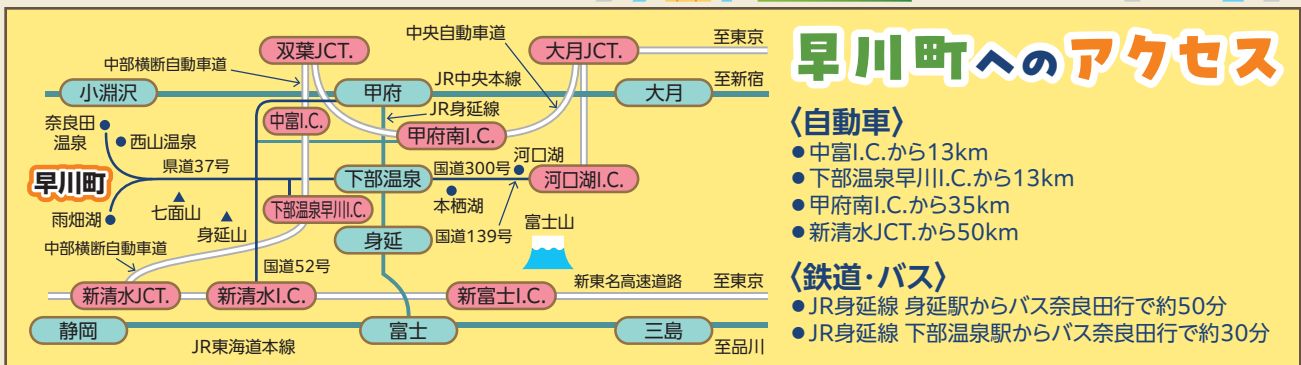 早川町へのアクセス
〈自動車〉
●中富I.C.から13km
●下部温泉早川I.C.から13km
●甲府南I.C.から35km
●新清水JCT.から50km
〈鉄道・バス〉
●JR身延線 身延駅からバス奈良田行で約50分
●JR身延線 下部温泉駅からバス奈良田行で約30分
双葉JCT.
中央自動車道
大月JCT.
至東京
中部横断自動車道
JR中央本線
至新宿
小淵沢
甲府
大月
JR身延線
奈良田
温泉
中富I.C.
甲府南I.C.
西山温泉
県道37号
国道300号
河口湖
早川町
下部温泉
河口湖I.C.
本栖湖
雨畑湖
七面山
下部温泉早川I.C.
富士山
身延山
身延
国道139号
中部横断自動車道
国道52号
新東名高速道路
至東京
新清水JCT.
新清水I.C.
新富士I.C.
静岡
富士
三島
JR東海道本線
至品川